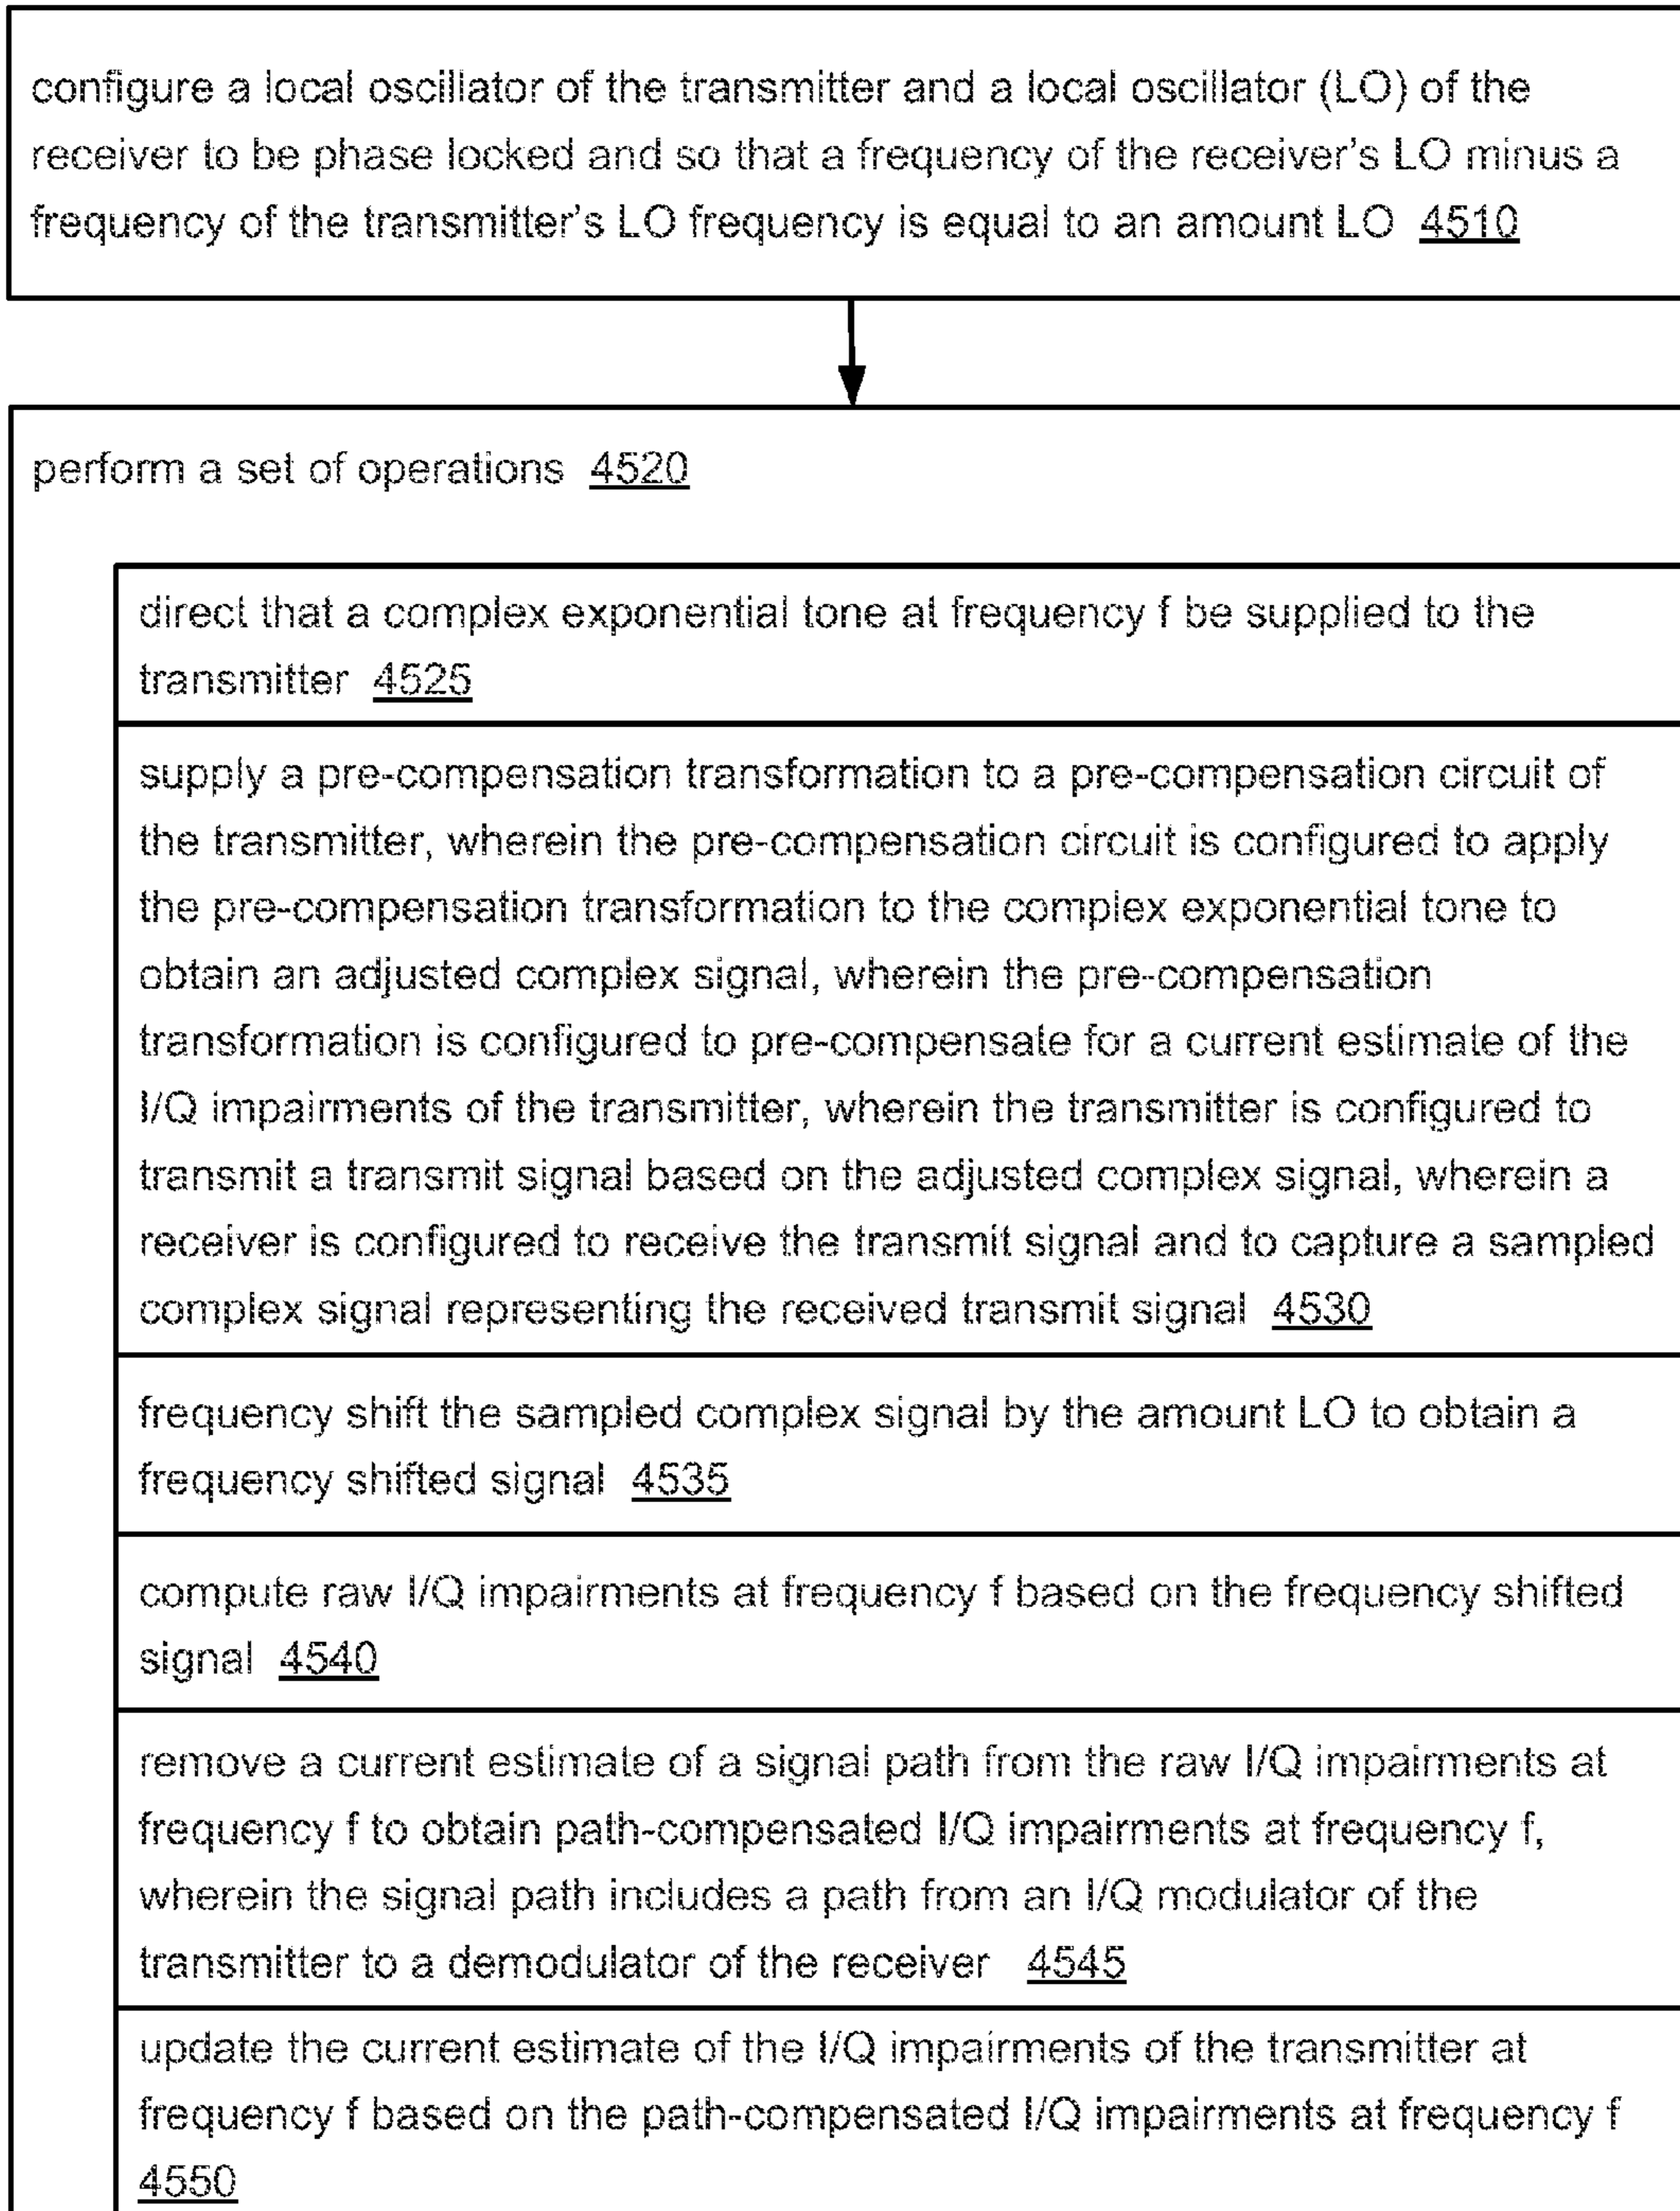 configure a local oscillator of the transmitter and a local oscillator (LO) of the
receiver to be phase locked and so that a frequency of the receiver's LO minus a
frequency of the transmitter's LO frequency is equal to an amount LO 4510
perform a set of operations 4520
direct that a complex exponential tone at frequency f be supplied to the
transmitter 4525
supply a pre-compensation transformation to a pre-compensation circuit of
the transmitter, wherein the pre-compensation circuit is configured to apply
the pre-compensation transformation to the complex exponential tone to
obtain an adjusted complex signal, wherein the pre-compensation
transformation is configured to pre-compensate for a current estimate of the
I/Q impairments of the transmitter, wherein the transmitter is configured to
transmit a transmit signal based on the adjusted complex signal, wherein a
receiver is configured to receive the transmit signal and to capture a sampled
complex signal representing the received transmit signal 4530
frequency shift the sampled complex signal by the amount LO to obtain a
frequency shifted signal 4535
compute raw I/Q impairments at frequency f based on the frequency shifted
signal 4540
remove a current estimate of a signal path from the raw I/Q impairments at
frequency f to obtain path-compensated I/Q impairments at frequency f,
wherein the signal path includes a path from an I/Q modulator of the
transmitter to a demodulator of the receiver 4545
update the current estimate of the I/Q impairments of the transmitter at
frequency f based on the path-compensated I/Q impairments at frequency f
4550